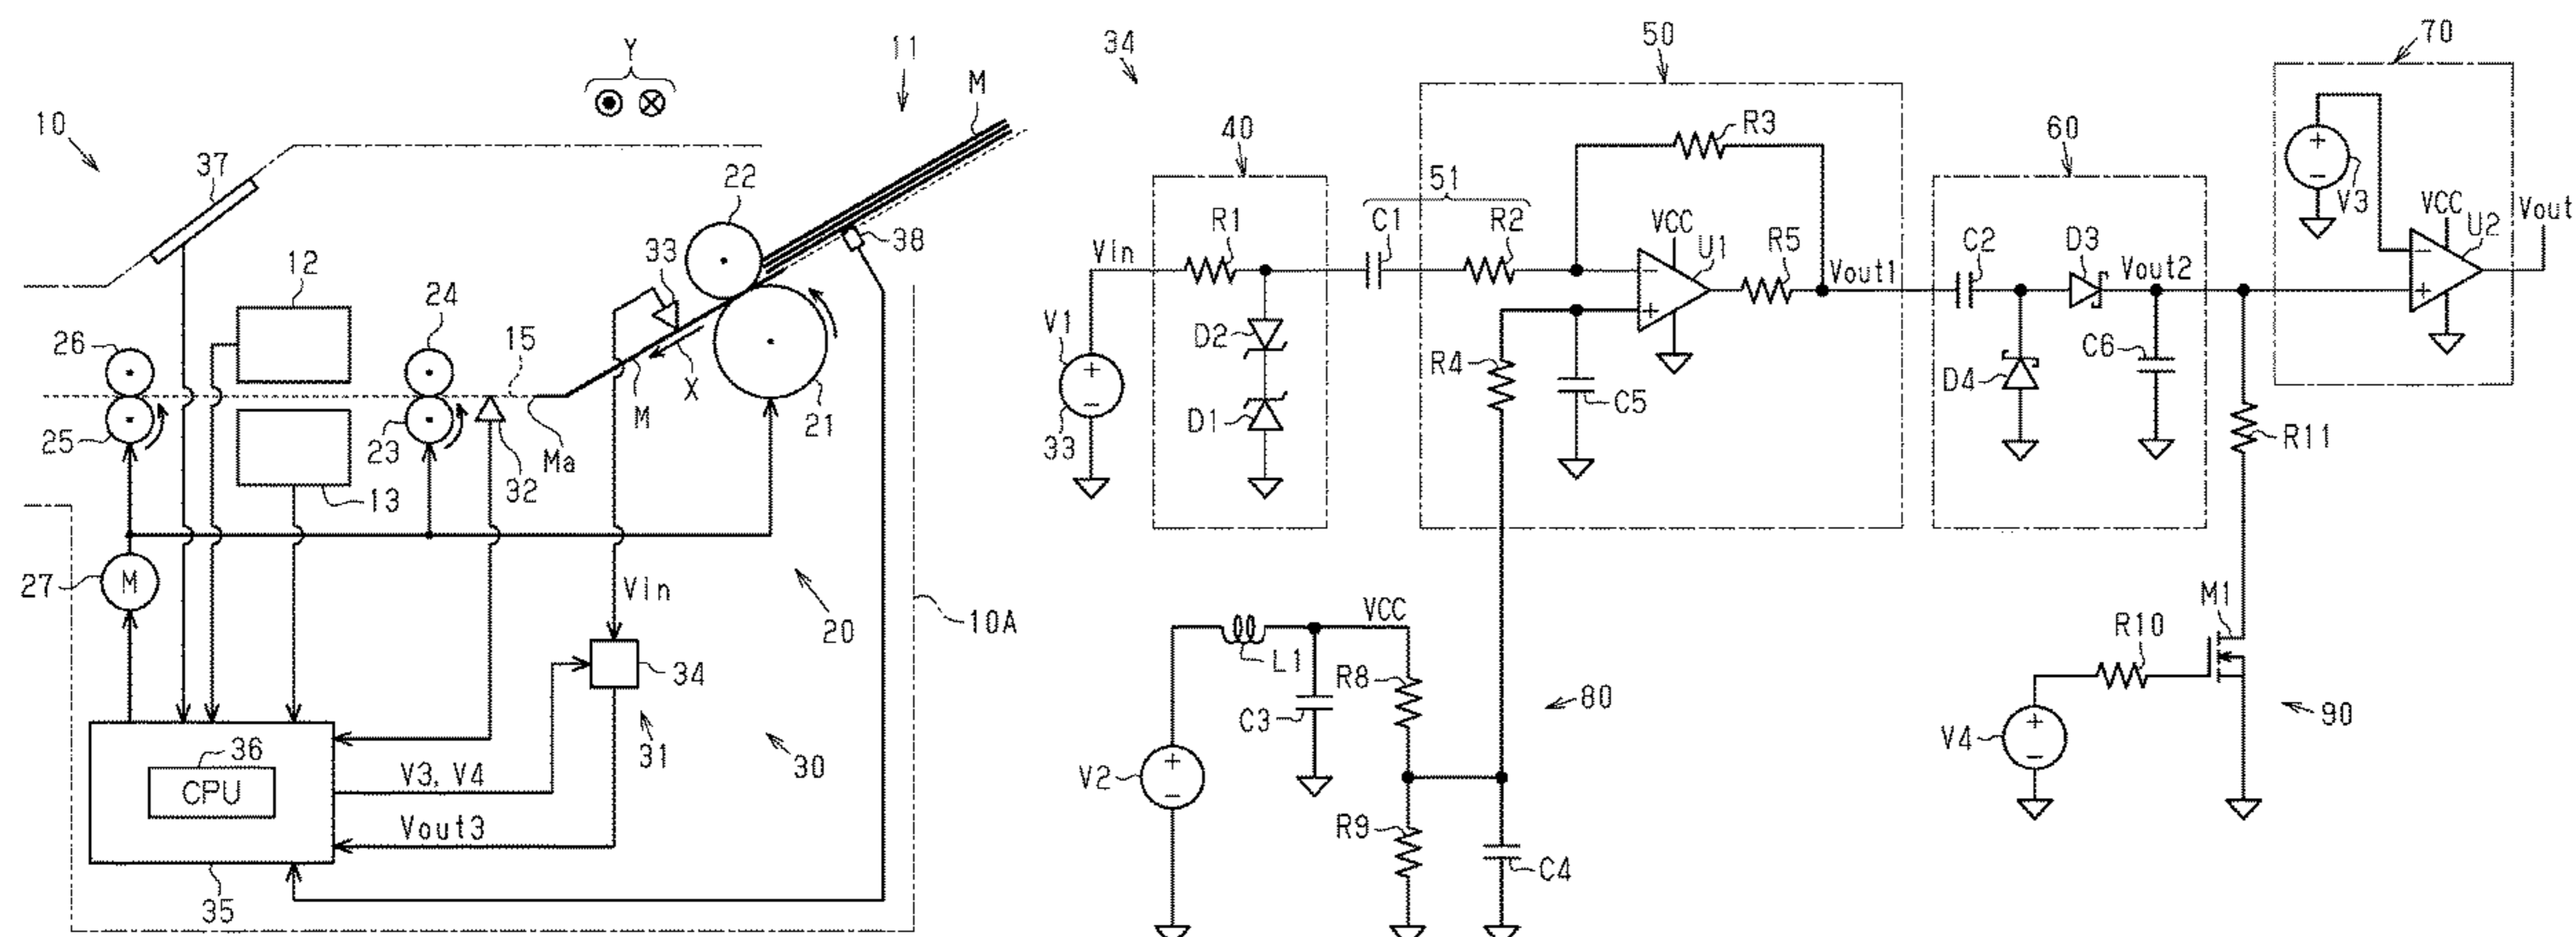 Y
11
M
10
37
22
33
38
12
24
26
15
X
M
21
25
23
32
Ma
13
27
M
VIn
20
10A
34
31
30
36
CPU
V3, V4
Vout3
35
34
50
70
40
60
51
R3
V3
VCC
Vout
VIn
R1
C1
R2
VCC
U1
R5
Vout1
C2
D3
Vout2
U2
V1
33
D2
D1
R4
C5
D4
C6
R11
VCC
L1
C3
R8
80
V2
R9
C4
M1
R10
V4
90